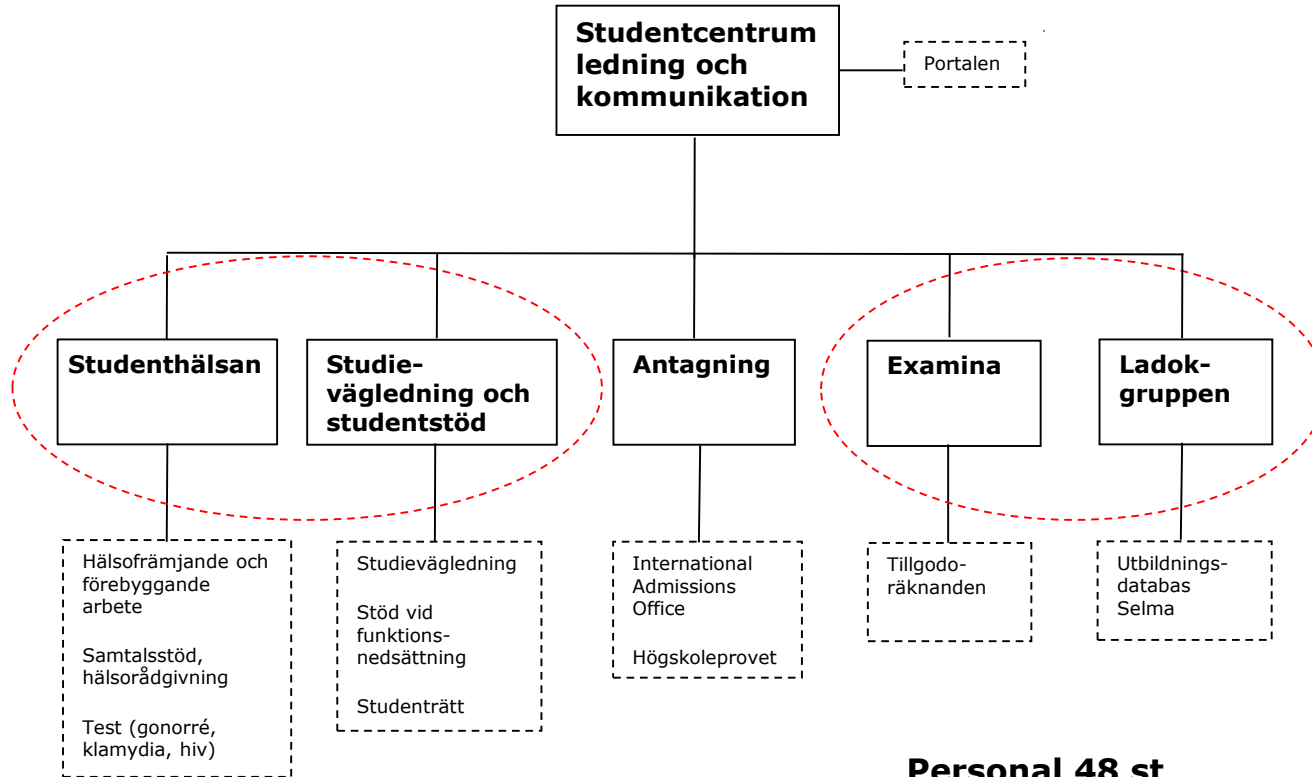 Studentcentrum
ledning och
kommunikation
Portalen
Studenthälsan
Studie-
vägledning och
studentstöd
Antagning
Examina
Ladok-
gruppen
Hälsofrämjande och
förebyggande
arbete
Samtalsstöd,
hälsorådgivning
Test (gonorré,
klamydia, hiv)
Studievägledning
Stöd vid
funktions-
nedsättning
Studenträtt
International
Admissions
Office
Högskoleprovet
Tillgodo-
räknanden
Utbildnings-
databas
Selma
Personal 48 st